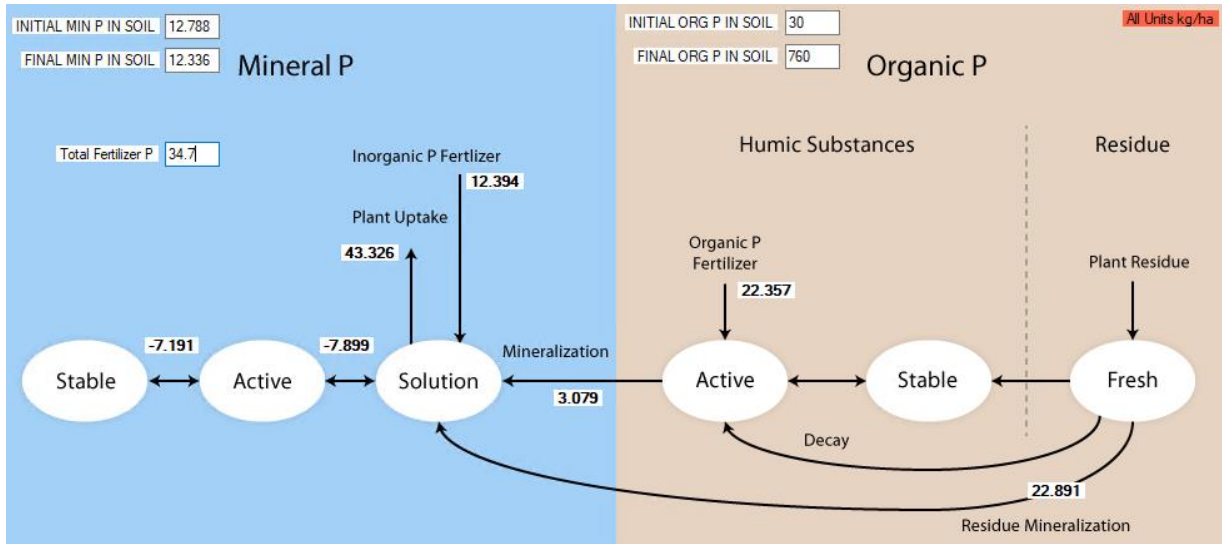 INITIAL MIN P IN SOIL 12.788
FINAL MIN P IN SOIL 12.336
Mineral P
INITIAL ORG P IN SOIL 30
FINAL ORG P IN SOIL 760
Organic P
All Units kg/ha
Total Fertilizer P 34.7
Inorganic P Fertlizer
12.394
Plant Uptake
43.326
Humic Substances
Residue
Organic P
Fertilizer
22.357
Plant Residue
-7.191
-7.899
Mineralization
3.079
Stable
Active
Solution
Active
Stable
Fresh
Decay
22.891
Residue Mineralization